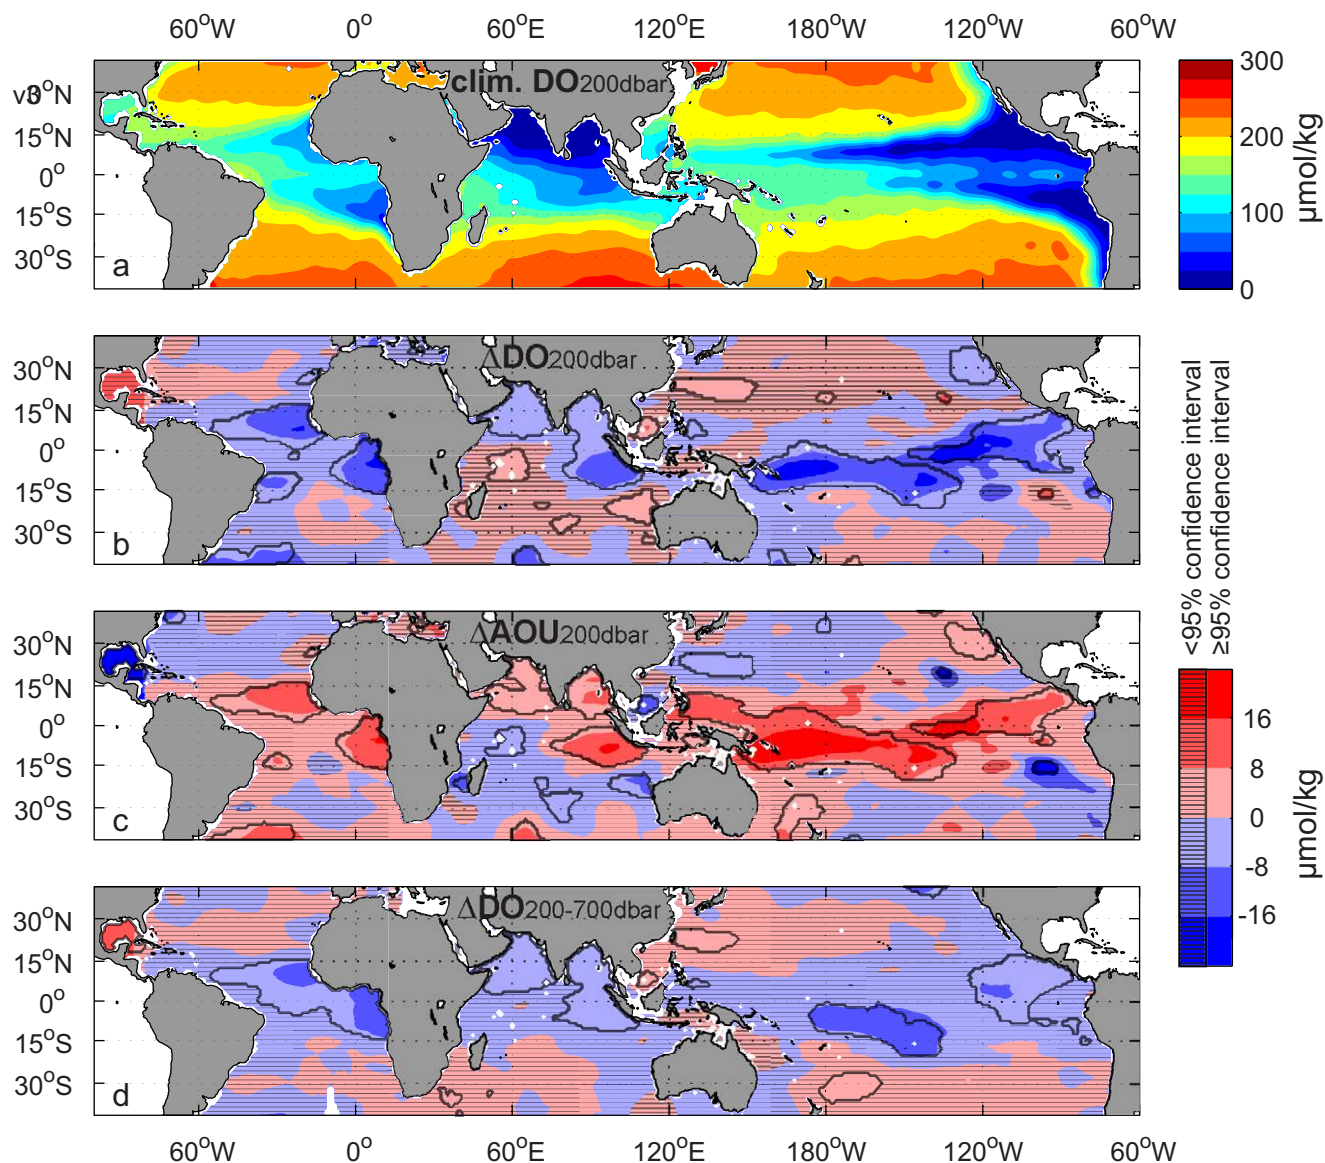 60°W 0° 60°E 120°E 180°W 120°W 60°W
clim. DO200dbar
30°N
15°N
0°
15°S
30°S
a
300
200
100
0
µmol/kg
ΔDO200dbar
30°N
15°N
0°
15°S
30°S
b
<95% confidence interval
≥95% confidence interval
ΔAOU200dbar
30°N
15°N
0°
15°S
30°S
c
16
8
0
-8
-16
µmol/kg
ΔDO200-700dbar
30°N
15°N
0°
15°S
30°S
d
60°W 0° 60°E 120°E 180°W 120°W 60°W